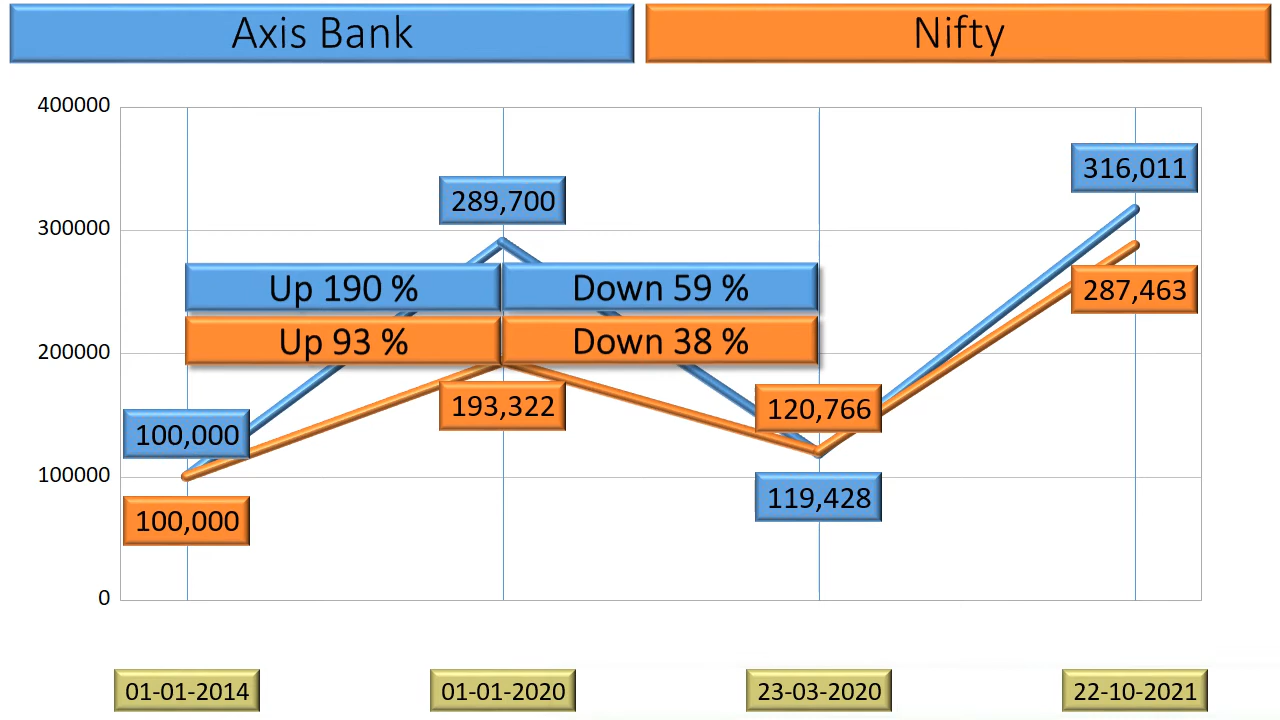 Axis Bank
Nifty
400000
300000
200000
100000
0
316,011
289,700
287,463
Up 190 %
Down 59 %
Up 93 %
Down 38 %
193,322
120,766
100,000
119,428
100,000
01-01-2014
01-01-2020
23-03-2020
22-10-2021